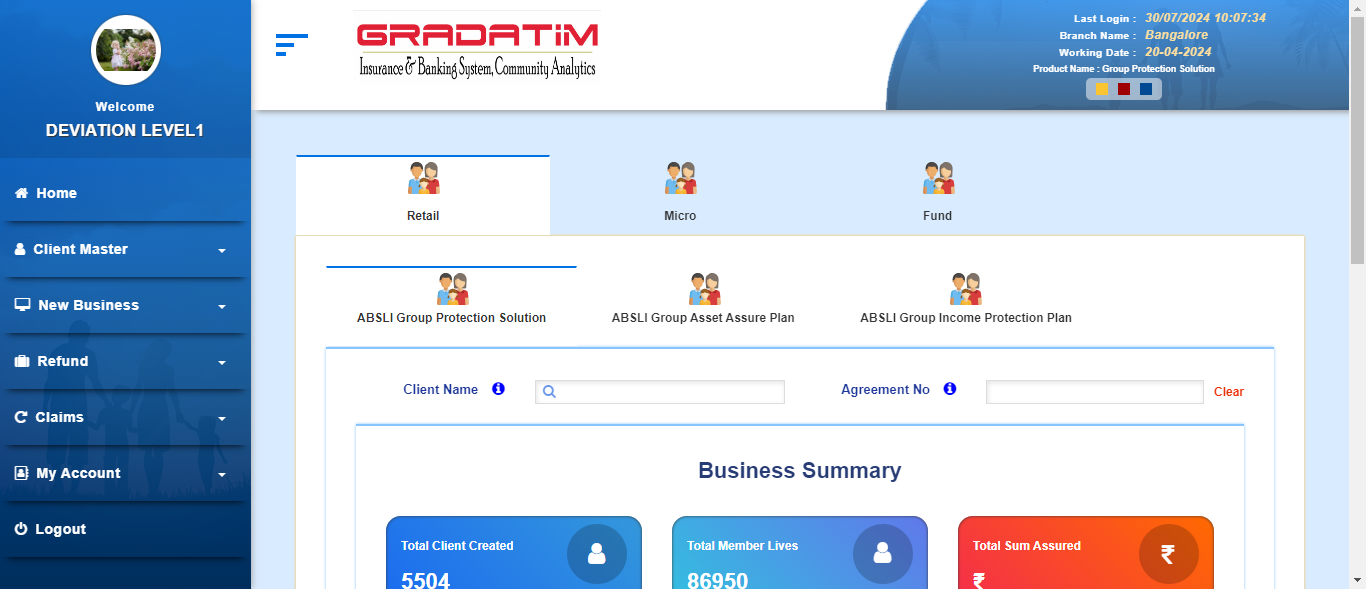 Welcome
DEVIATION LEVEL1
Home
Client Master
New Business
Refund
Claims
My Account
Logout
GRADATiM
Insurance & Banking System, Community Analytics
Last Login : 30/07/2024 10:07:34
Branch Name : Bangalore
Working Date : 20-04-2024
Product Name : Group Protection Solution
Retail
Micro
Fund
ABSLI Group Protection Solution
ABSLI Group Asset Assure Plan
ABSLI Group Income Protection Plan
Client Name
Agreement No
Clear
Business Summary
Total Client Created
5504
Total Member Lives
86950
Total Sum Assured
₹
₹